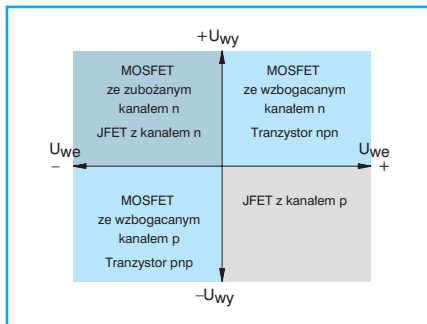 +Uwy
MOSFET
ze zubożanym
kanałem n
JFET z kanałem n
MOSFET
ze wzbogacanym
kanałem n
Tranzystor npn
Uwe
–
Uwe
+
MOSFET
ze wzbogacanym
kanałem p
Tranzystor pnp
JFET z kanałem p
–Uwy